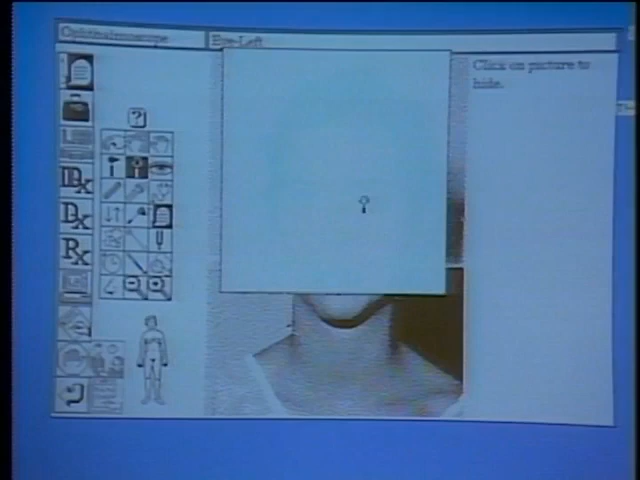 Ophthalmoscope
Eye-Left
Click on picture to
hide.
?
Dx
Dx
Rx